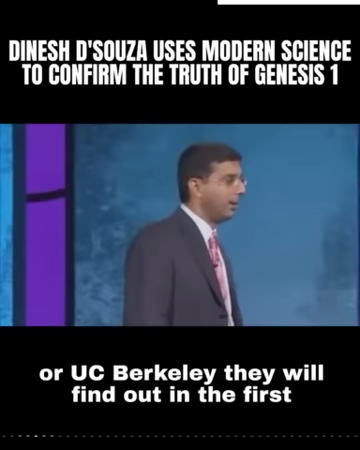 DINESH D'SOUZA USES MODERN SCIENCE
TO CONFIRM THE TRUTH OF GENESIS 1
or UC Berkeley they will
find out in the first